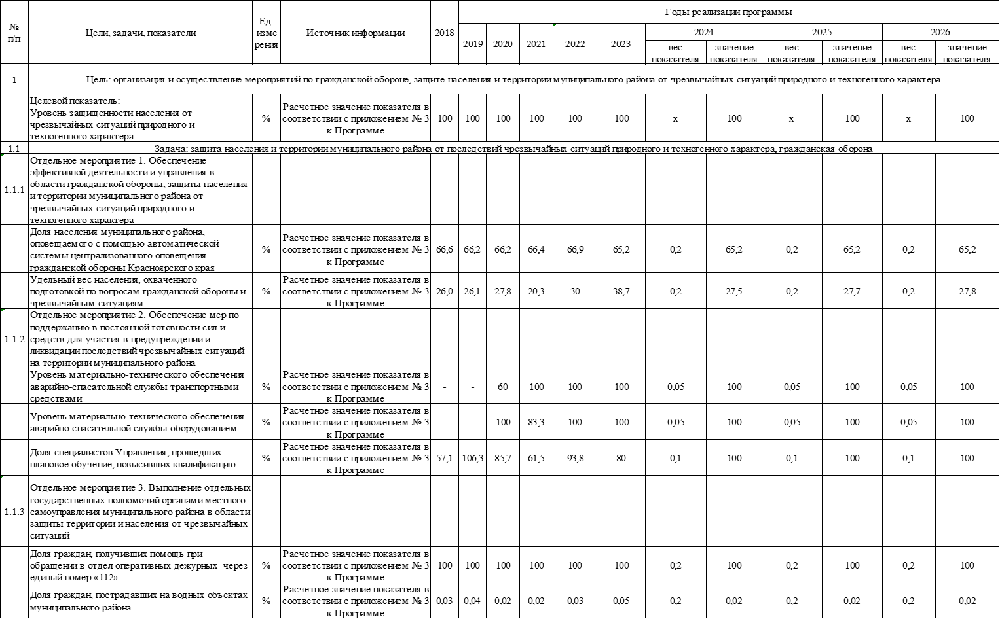 № п/п
Цели, задачи, показатели
Ед. изме рения
Источник информации
2018
Годы реализации программы
2019
2020
2021
2022
2023
2024
2025
2026
вес показателя
значение показателя
вес показателя
значение показателя
вес показателя
значение показателя
1
Цель: организация и осуществление мероприятий по гражданской обороне, защите населения и территории муниципального района от чрезвычайных ситуаций природного и техногенного характера
Целевой показатель:
Уровень защищенности населения от
чрезвычайных ситуаций природного и
техногенного характера
%
Расчетное значение показателя в
соответствии с приложением № 3
к Программе
100 100 100 100 100 100 х 100 х 100 х 100
1.1
Задача: защита населения и территории муниципального района от последствий чрезвычайных ситуаций природного и техногенного характера, гражданская оборона
1.1.1
Отдельное мероприятие 1. Обеспечение
эффективной деятельности и управления в
области гражданской обороны, защиты населения
и территории муниципального района от
чрезвычайных ситуаций природного и
техногенного характера
Доля населения муниципального района,
оповещаемого с помощью автоматической
системы централизованного оповещения
гражданской обороны Красноярского края
%
Расчетное значение показателя в
соответствии с приложением № 3
к Программе
66,6 66,2 66,2 66,4 66,9 65,2 0,2 65,2 0,2 65,2 0,2 65,2
Удельный вес населения, охваченного
подготовкой по вопросам гражданской обороны и
чрезвычайным ситуациям
%
Расчетное значение показателя в
соответствии с приложением № 3
к Программе
26,0 26,1 27,8 20,3 30 38,7 0,2 27,5 0,2 27,7 0,2 27,8
1.1.2
Отдельное мероприятие 2. Обеспечение мер по
поддержанию в постоянной готовности сил и
средств для участия в предупреждении и
ликвидации последствий чрезвычайных ситуаций
на территории муниципального района
Уровень материально-технического обеспечения
аварийно-спасательной службы транспортными
средствами
%
Расчетное значение показателя в
соответствии с приложением № 3
к Программе
- - 60 100 100 100 0,05 100 0,05 100 0,05 100
Уровень материально-технического обеспечения
аварийно-спасательной службы оборудованием
%
Расчетное значение показателя в
соответствии с приложением № 3
к Программе
- - 100 83,3 100 100 0,05 100 0,05 100 0,05 100
Доля специалистов Управления, прошедших
плановое обучение, повысивших квалификацию
%
Расчетное значение показателя в
соответствии с приложением № 3
к Программе
57,1 106,3 85,7 61,5 93,8 80 0,1 100 0,1 100 0,1 100
1.1.3
Отдельное мероприятие 3. Выполнение отдельных
государственных полномочий органами местного
самоуправления муниципального района в области
защиты территории и населения от чрезвычайных
ситуаций
Доля граждан, получивших помощь при
обращении в отдел оперативных дежурных через
единый номер «112»
%
Расчетное значение показателя в
соответствии с приложением № 3
к Программе
100 100 100 100 100 100 0,2 100 0,2 100 0,2 100
Доля граждан, пострадавших на водных объектах
муниципального района
%
Расчетное значение показателя в
соответствии с приложением № 3
к Программе
0,03 0,04 0,02 0,02 0,03 0,05 0,2 0,02 0,2 0,02 0,2 0,02